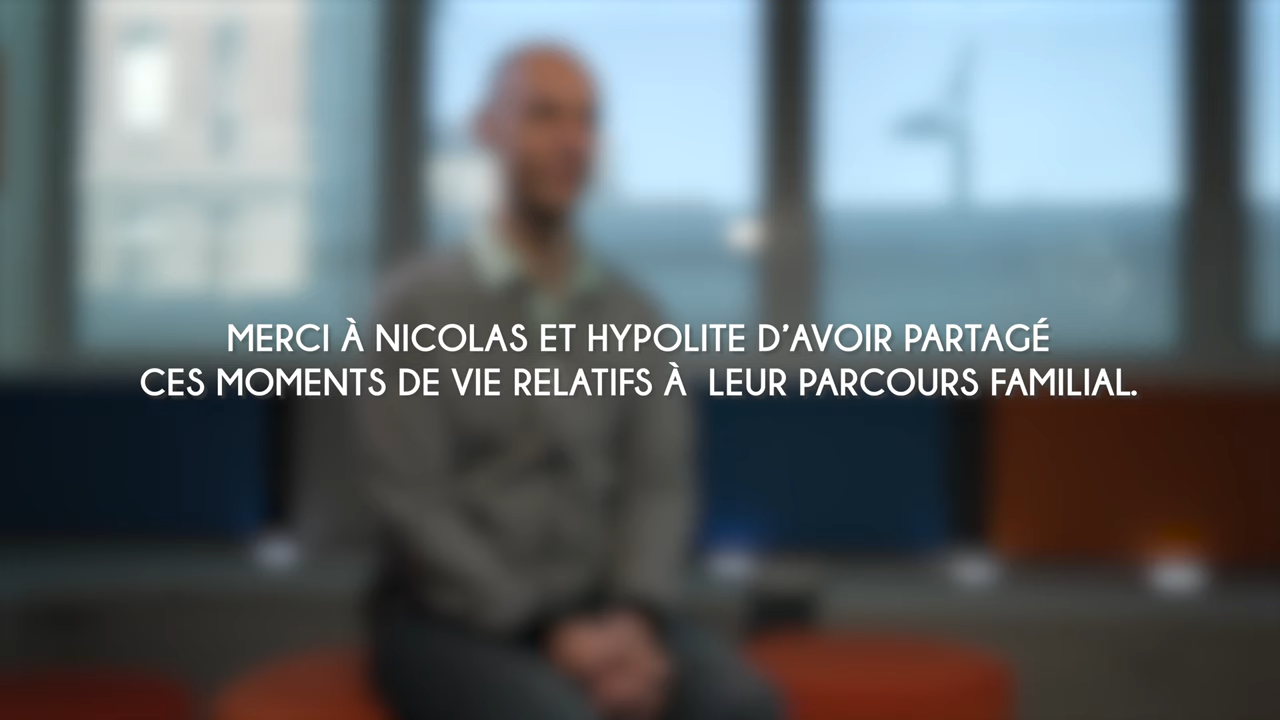 MERCI À NICOLAS ET HYPOLITE D'AVOIR PARTAGÉ
CES MOMENTS DE VIE RELATIFS À LEUR PARCOURS FAMILIAL.